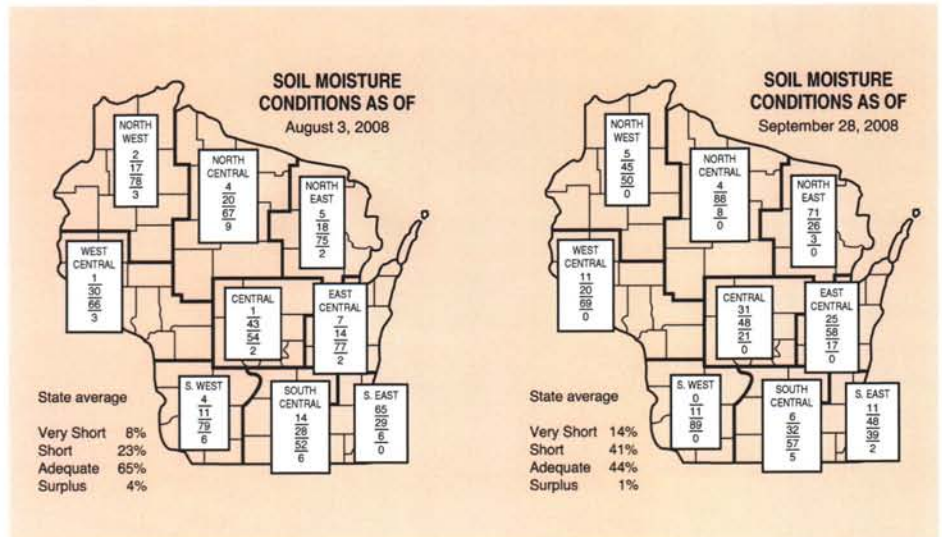 SOIL MOISTURE
CONDITIONS AS OF
August 3, 2008
NORTH
WEST
2
17
78
3
NORTH
CENTRAL
4
20
67
9
NORTH
EAST
5
18
75
2
WEST
CENTRAL
1
30
66
3
CENTRAL
1
43
54
2
EAST
CENTRAL
7
14
77
2
S. WEST
4
11
79
6
SOUTH
CENTRAL
14
28
52
6
S. EAST
65
29
6
0
State average
Very Short 8%
Short 23%
Adequate 65%
Surplus 4%
SOIL MOISTURE
CONDITIONS AS OF
September 28, 2008
NORTH
WEST
5
45
50
0
NORTH
CENTRAL
4
88
8
0
NORTH
EAST
71
26
3
0
WEST
CENTRAL
11
20
69
0
CENTRAL
31
48
21
0
EAST
CENTRAL
25
58
17
0
S. WEST
0
11
89
0
SOUTH
CENTRAL
6
32
57
5
S. EAST
11
48
39
2
State average
Very Short 14%
Short 41%
Adequate 44%
Surplus 1%